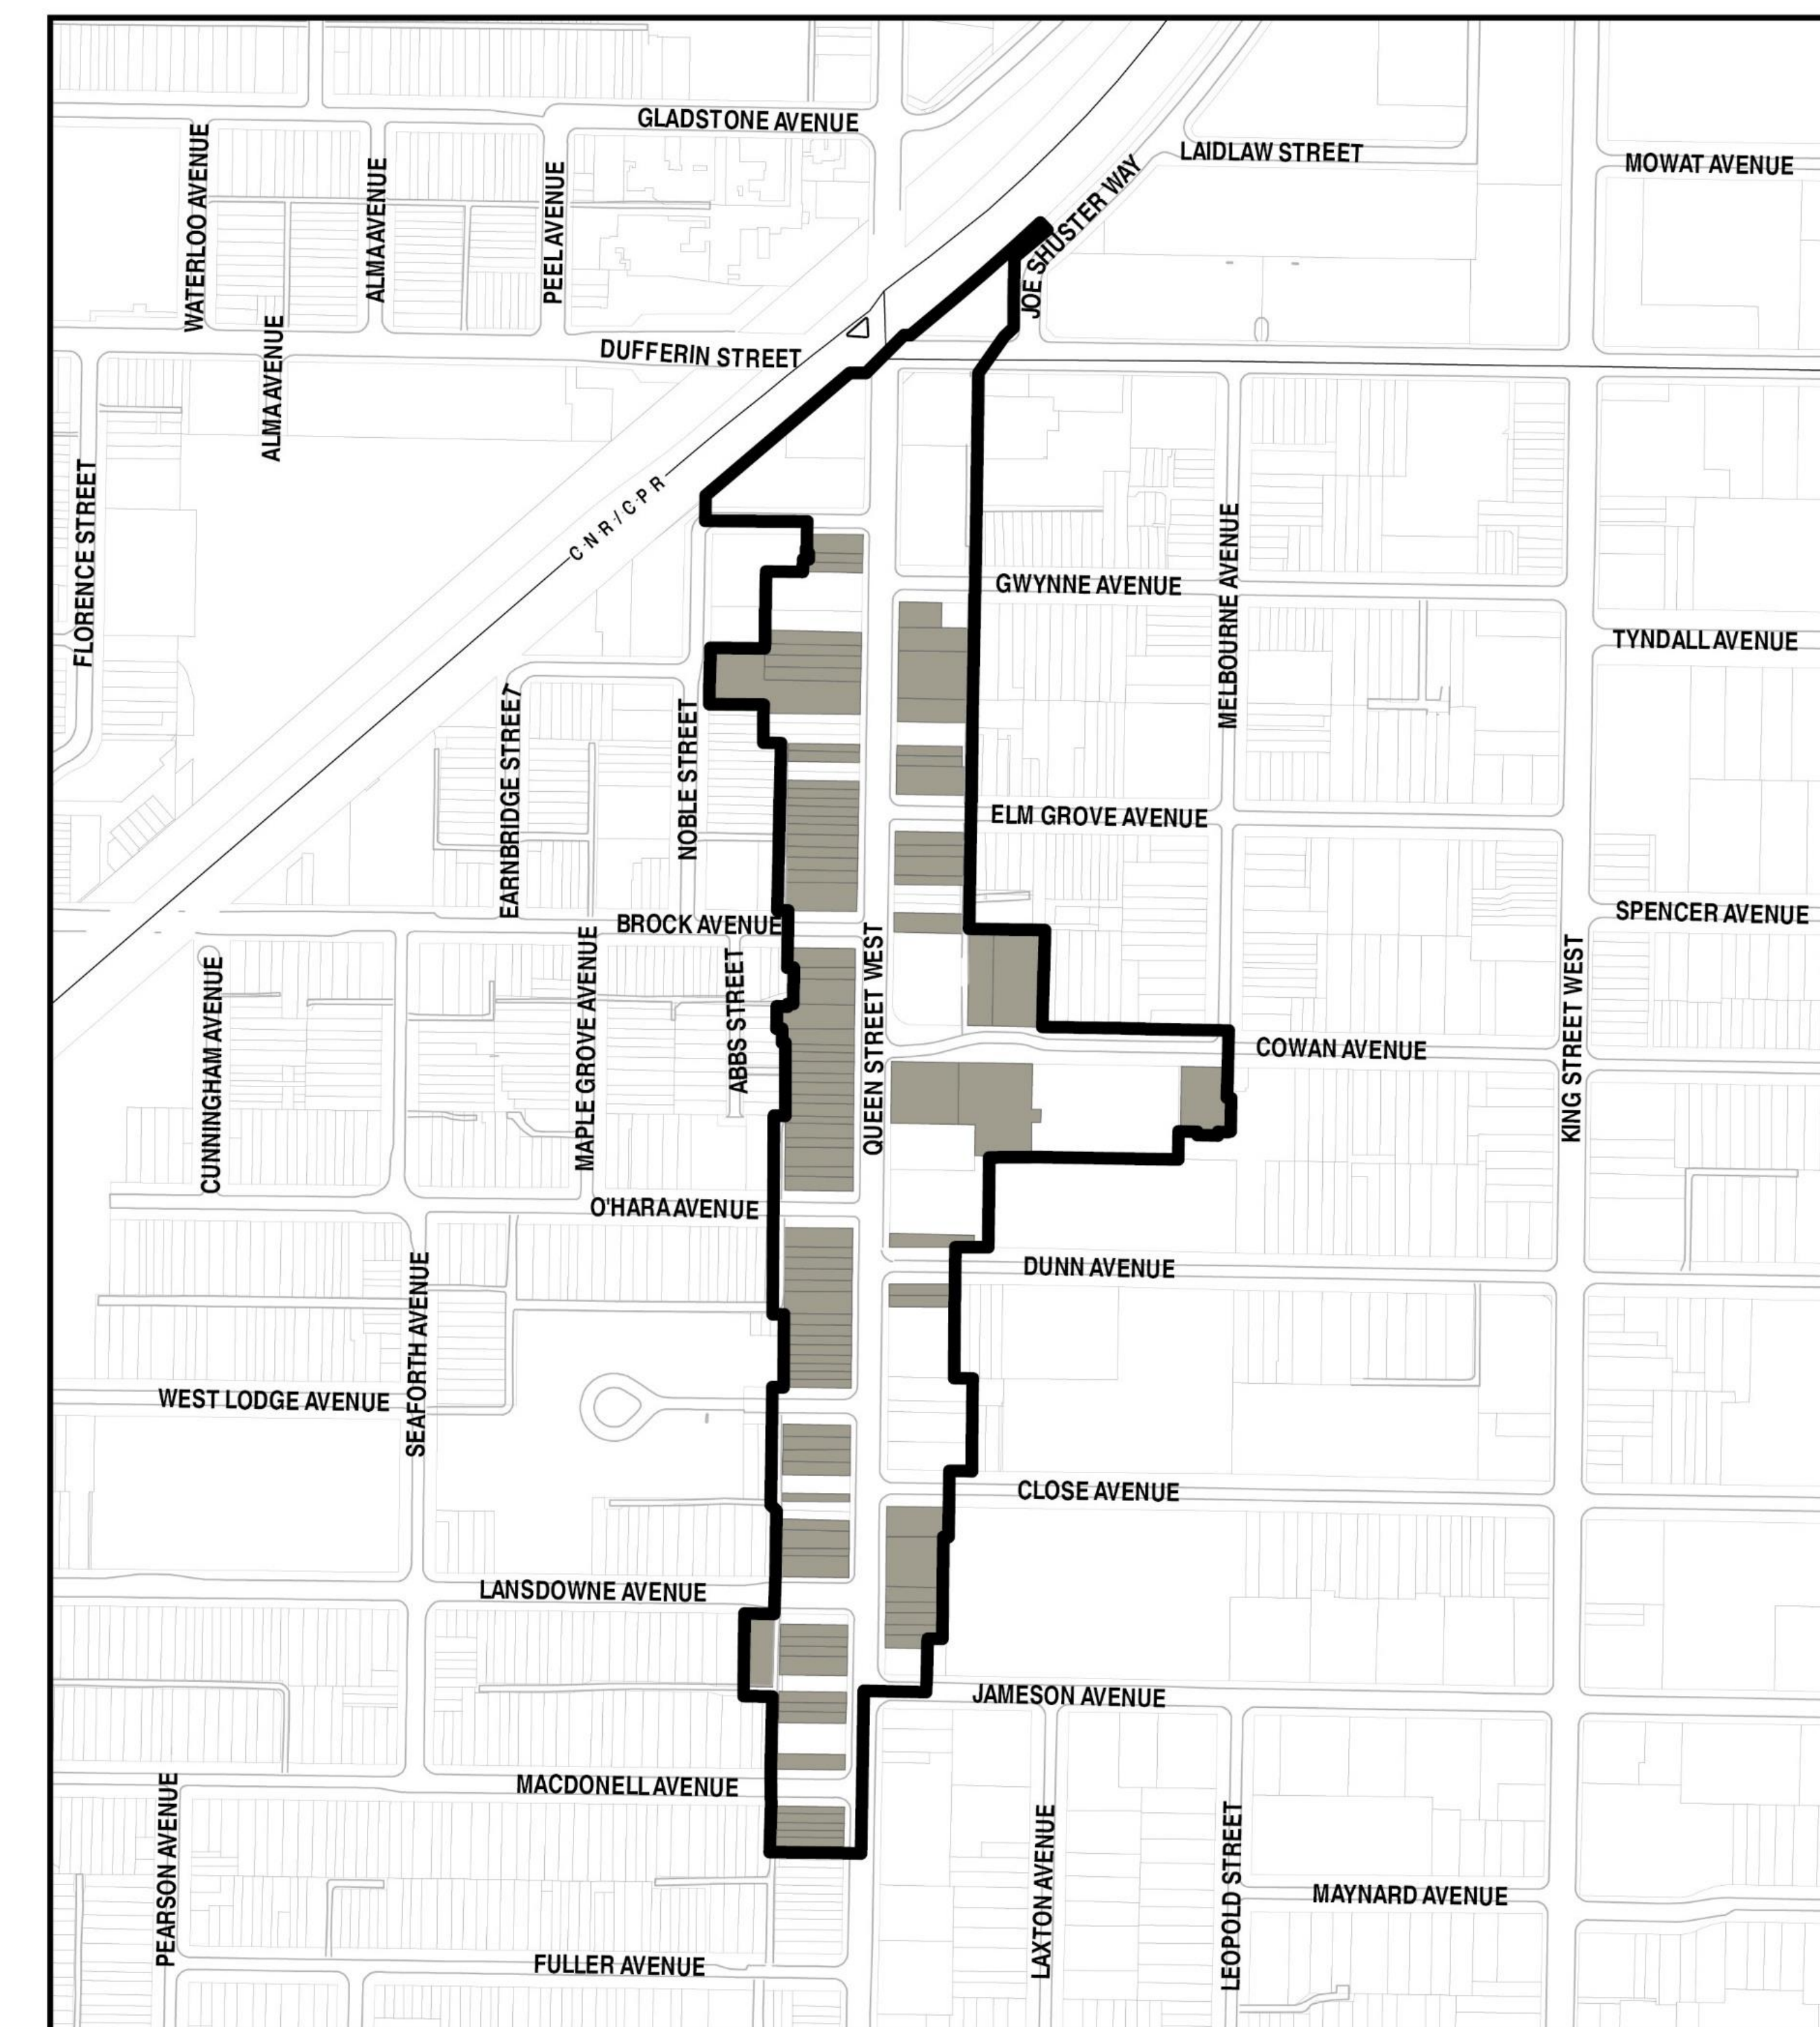 GLADSTONE AVENUE
LAIDLAW STREET
MOWAT AVENUE
WATERLOO AVENUE
ALMA AVENUE
PEEL AVENUE
JOE SHUSTER WAY
ALMA AVENUE
DUFFERIN STREET
FLORENCE STREET
C·N·R / C·P·R
GWYNNE AVENUE
MELBOURNE AVENUE
TYNDALL AVENUE
EARNBRIDGE STREET
NOBLE STREET
ELM GROVE AVENUE
BROCK AVENUE
SPENCER AVENUE
CUNNINGHAM AVENUE
MAPLE GROVE AVENUE
ABBS STREET
QUEEN STREET WEST
COWAN AVENUE
KING STREET WEST
O'HARA AVENUE
DUNN AVENUE
SEAFORTH AVENUE
WEST LODGE AVENUE
CLOSE AVENUE
LANSDOWNE AVENUE
JAMESON AVENUE
MACDONELL AVENUE
PEARSON AVENUE
LAXTON AVENUE
LEOPOLD STREET
MAYNARD AVENUE
FULLER AVENUE